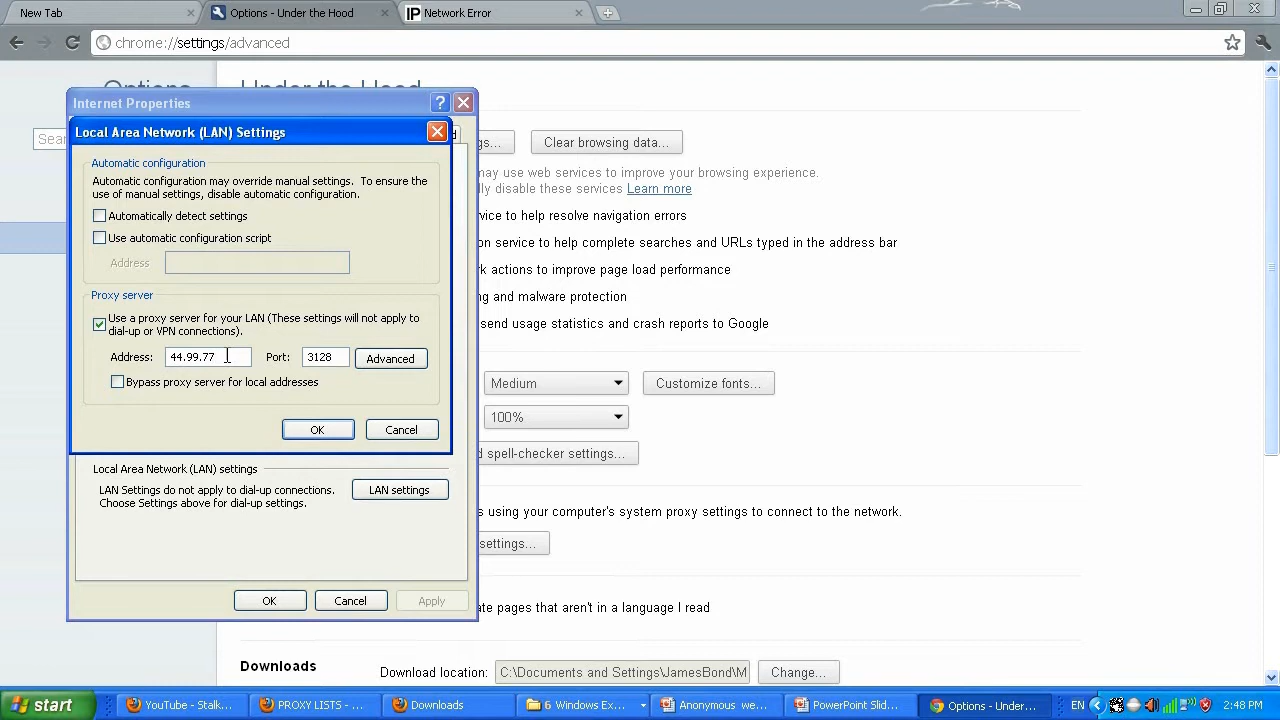 New Tab
Options - Under the Hood
IP Network Error
chrome://settings/advanced
Options
Under the Hood
Sear
Internet Properties
Local Area Network (LAN) Settings
Automatic configuration
Automatic configuration may override manual settings. To ensure the
use of manual settings, disable automatic configuration.
Automatically detect settings
Use automatic configuration script
Address
Proxy server
Use a proxy server for your LAN (These settings will not apply to
dial-up or VPN connections).
Address: 44.99.77 Port: 3128 Advanced
Bypass proxy server for local addresses
OK Cancel
Local Area Network (LAN) settings
LAN Settings do not apply to dial-up connections.
Choose Settings above for dial-up settings.
LAN settings
OK Cancel Apply
gs... Clear browsing data...
may use web services to improve your browsing experience.
lly disable these services Learn more
rvice to help resolve navigation errors
on service to help complete searches and URLs typed in the address bar
rk actions to improve page load performance
ng and malware protection
send usage statistics and crash reports to Google
Medium Customize fonts...
100%
d spell-checker settings...
s using your computer's system proxy settings to connect to the network.
settings...
te pages that aren't in a language I read
Downloads
Download location: C:\Documents and Settings\JamesBond\M Change...
start
YouTube - Stalk...
PROXY LISTS - ...
Downloads
6 Windows Ex...
Anonymous we...
PowerPoint Slid...
Options - Unde...
EN
2:48 PM